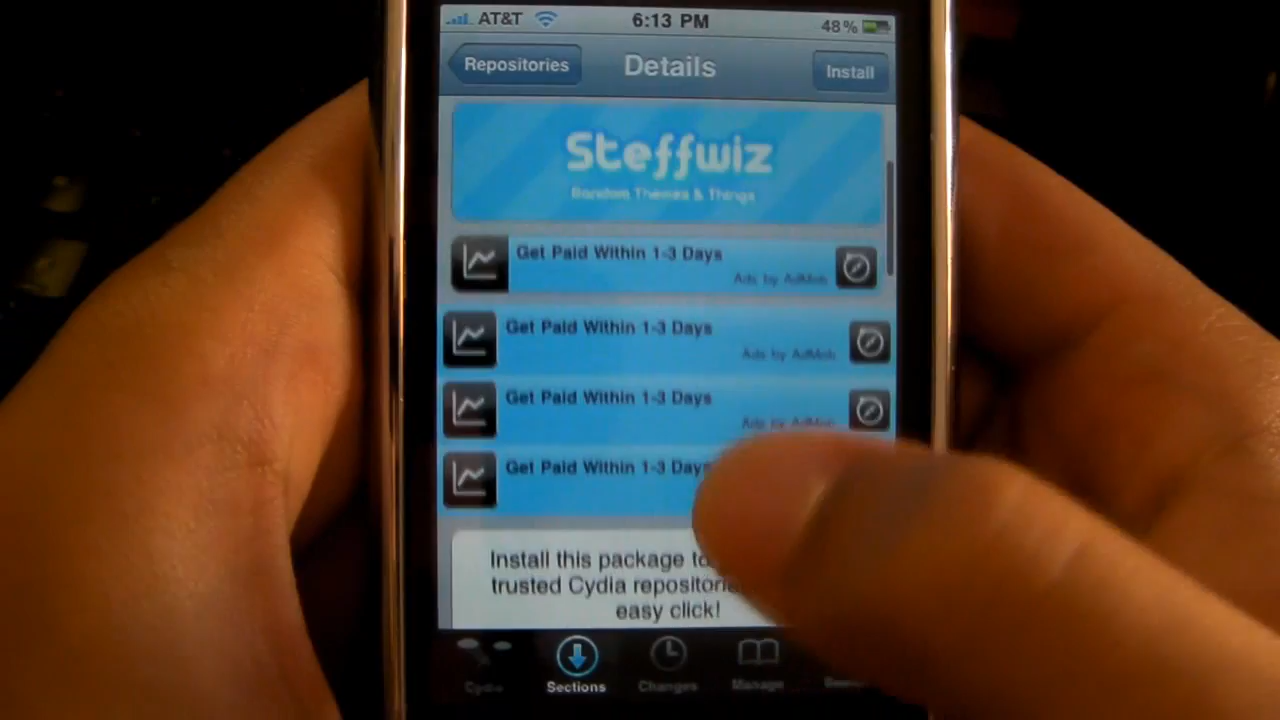 AT&T 6:13 PM 48%
Repositories Details Install
Steffwiz
Random Themes & Things
Get Paid Within 1-3 Days
Ads by AdMob
Get Paid Within 1-3 Days
Ads by AdMob
Get Paid Within 1-3 Days
Ads by AdMob
Get Paid Within 1-3 Days
Install this package to
trusted Cydia
easy click!
Cydia Sections Changes Manage